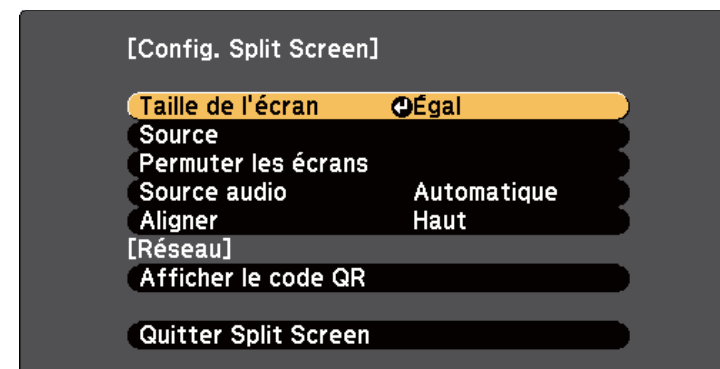 [Config. Split Screen]
Taille de l'écran Égal
Source
Permuter les écrans
Source audio Automatique
Aligner Haut
[Réseau]
Afficher le code QR
Quitter Split Screen